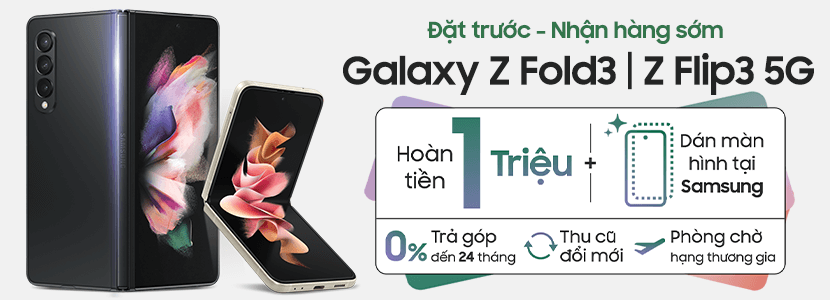 Đặt trước - Nhận hàng sớm
Galaxy Z Fold3 | Z Flip3 5G
Hoàn tiền
1 Triệu
+
Dán màn hình tại Samsung
0% Trả góp đến 24 tháng
Thu cũ đổi mới
Phòng chờ hạng thương gia
SAMSUNG